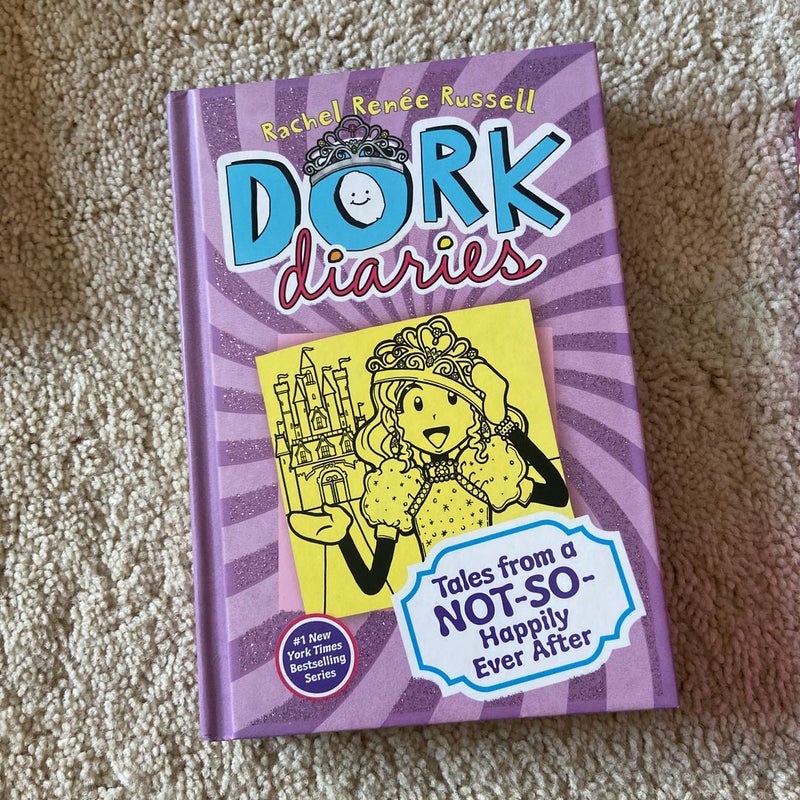 Rachel Renée Russell
DORK
diaries
Tales from a
NOT-SO-
Happily
Ever After
#1 New
York Times
Bestselling
Series